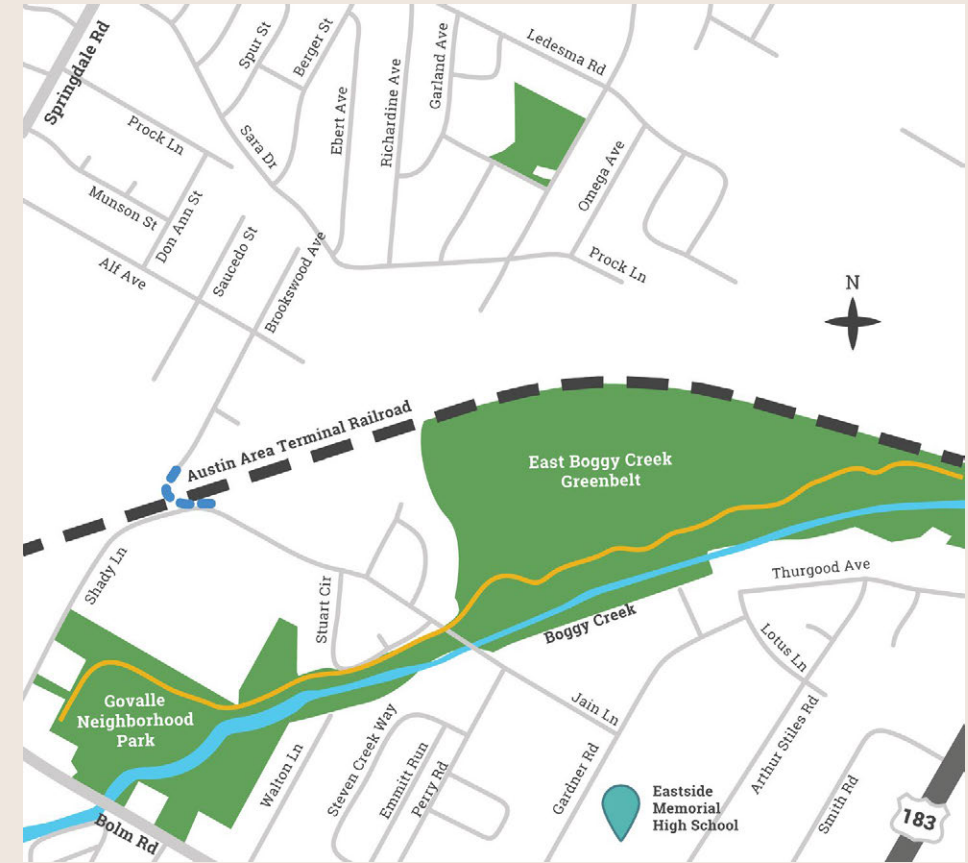 Springdale Rd
Spur St
Berger St
Ebert Ave
Richardine Ave
Garland Ave
Ledesma Rd
Prock Ln
Sara Dr
Omega Ave
Munson St
Don Ann St
Saucedo St
Brookswood Ave
Alf Ave
Prock Ln
N
Austin Area Terminal Railroad
East Boggy Creek
Greenbelt
Shady Ln
Stuart Cir
Thurgood Ave
Boggy Creek
Lotus Ln
Govalle
Neighborhood
Park
Jain Ln
Walton Ln
Steven Creek Way
Emmitt Run
Perry Rd
Gardner Rd
Arthur Stiles Rd
Smith Rd
Eastside
Memorial
High School
183
Bolm Rd